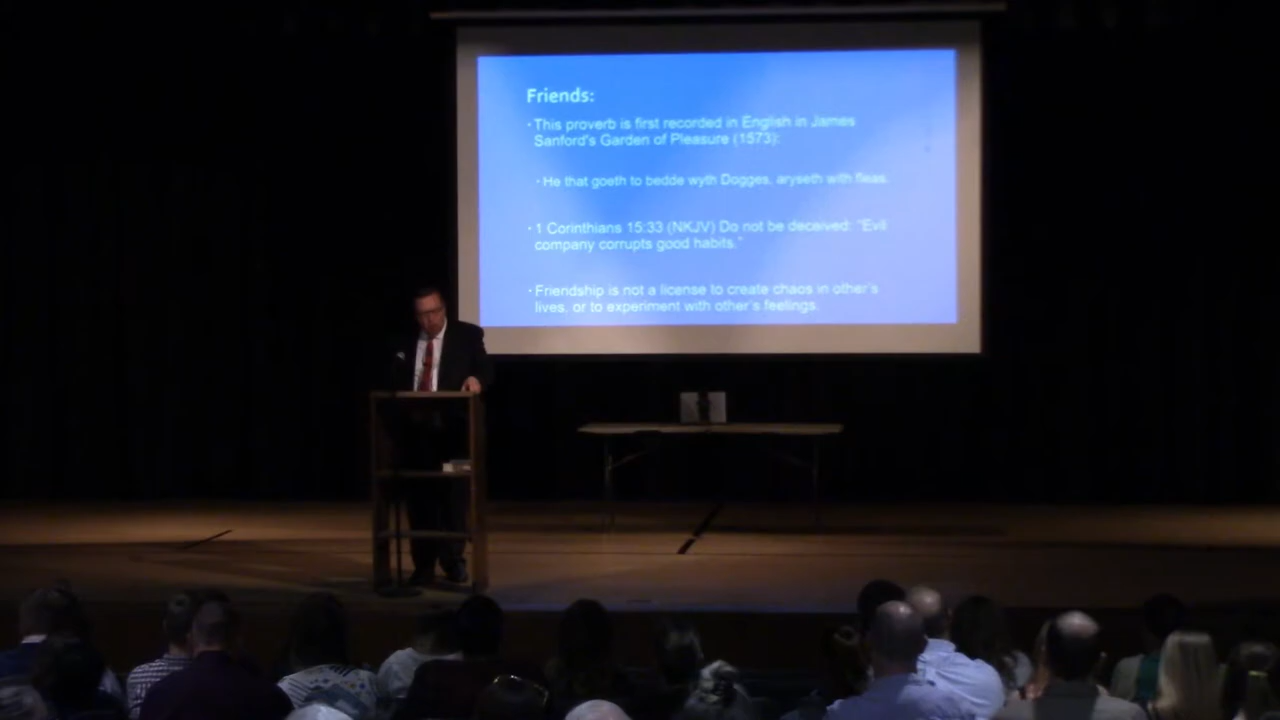 Friends:
· This proverb is first recorded in English in James
Sanford's Garden of Pleasure (1573):
· He that goeth to bedde wyth Dogges, aryseth with fleas.
· 1 Corinthians 15:33 (NKJV) Do not be deceived: "Evil
company corrupts good habits."
· Friendship is not a license to create chaos in other's
lives, or to experiment with other's feelings.